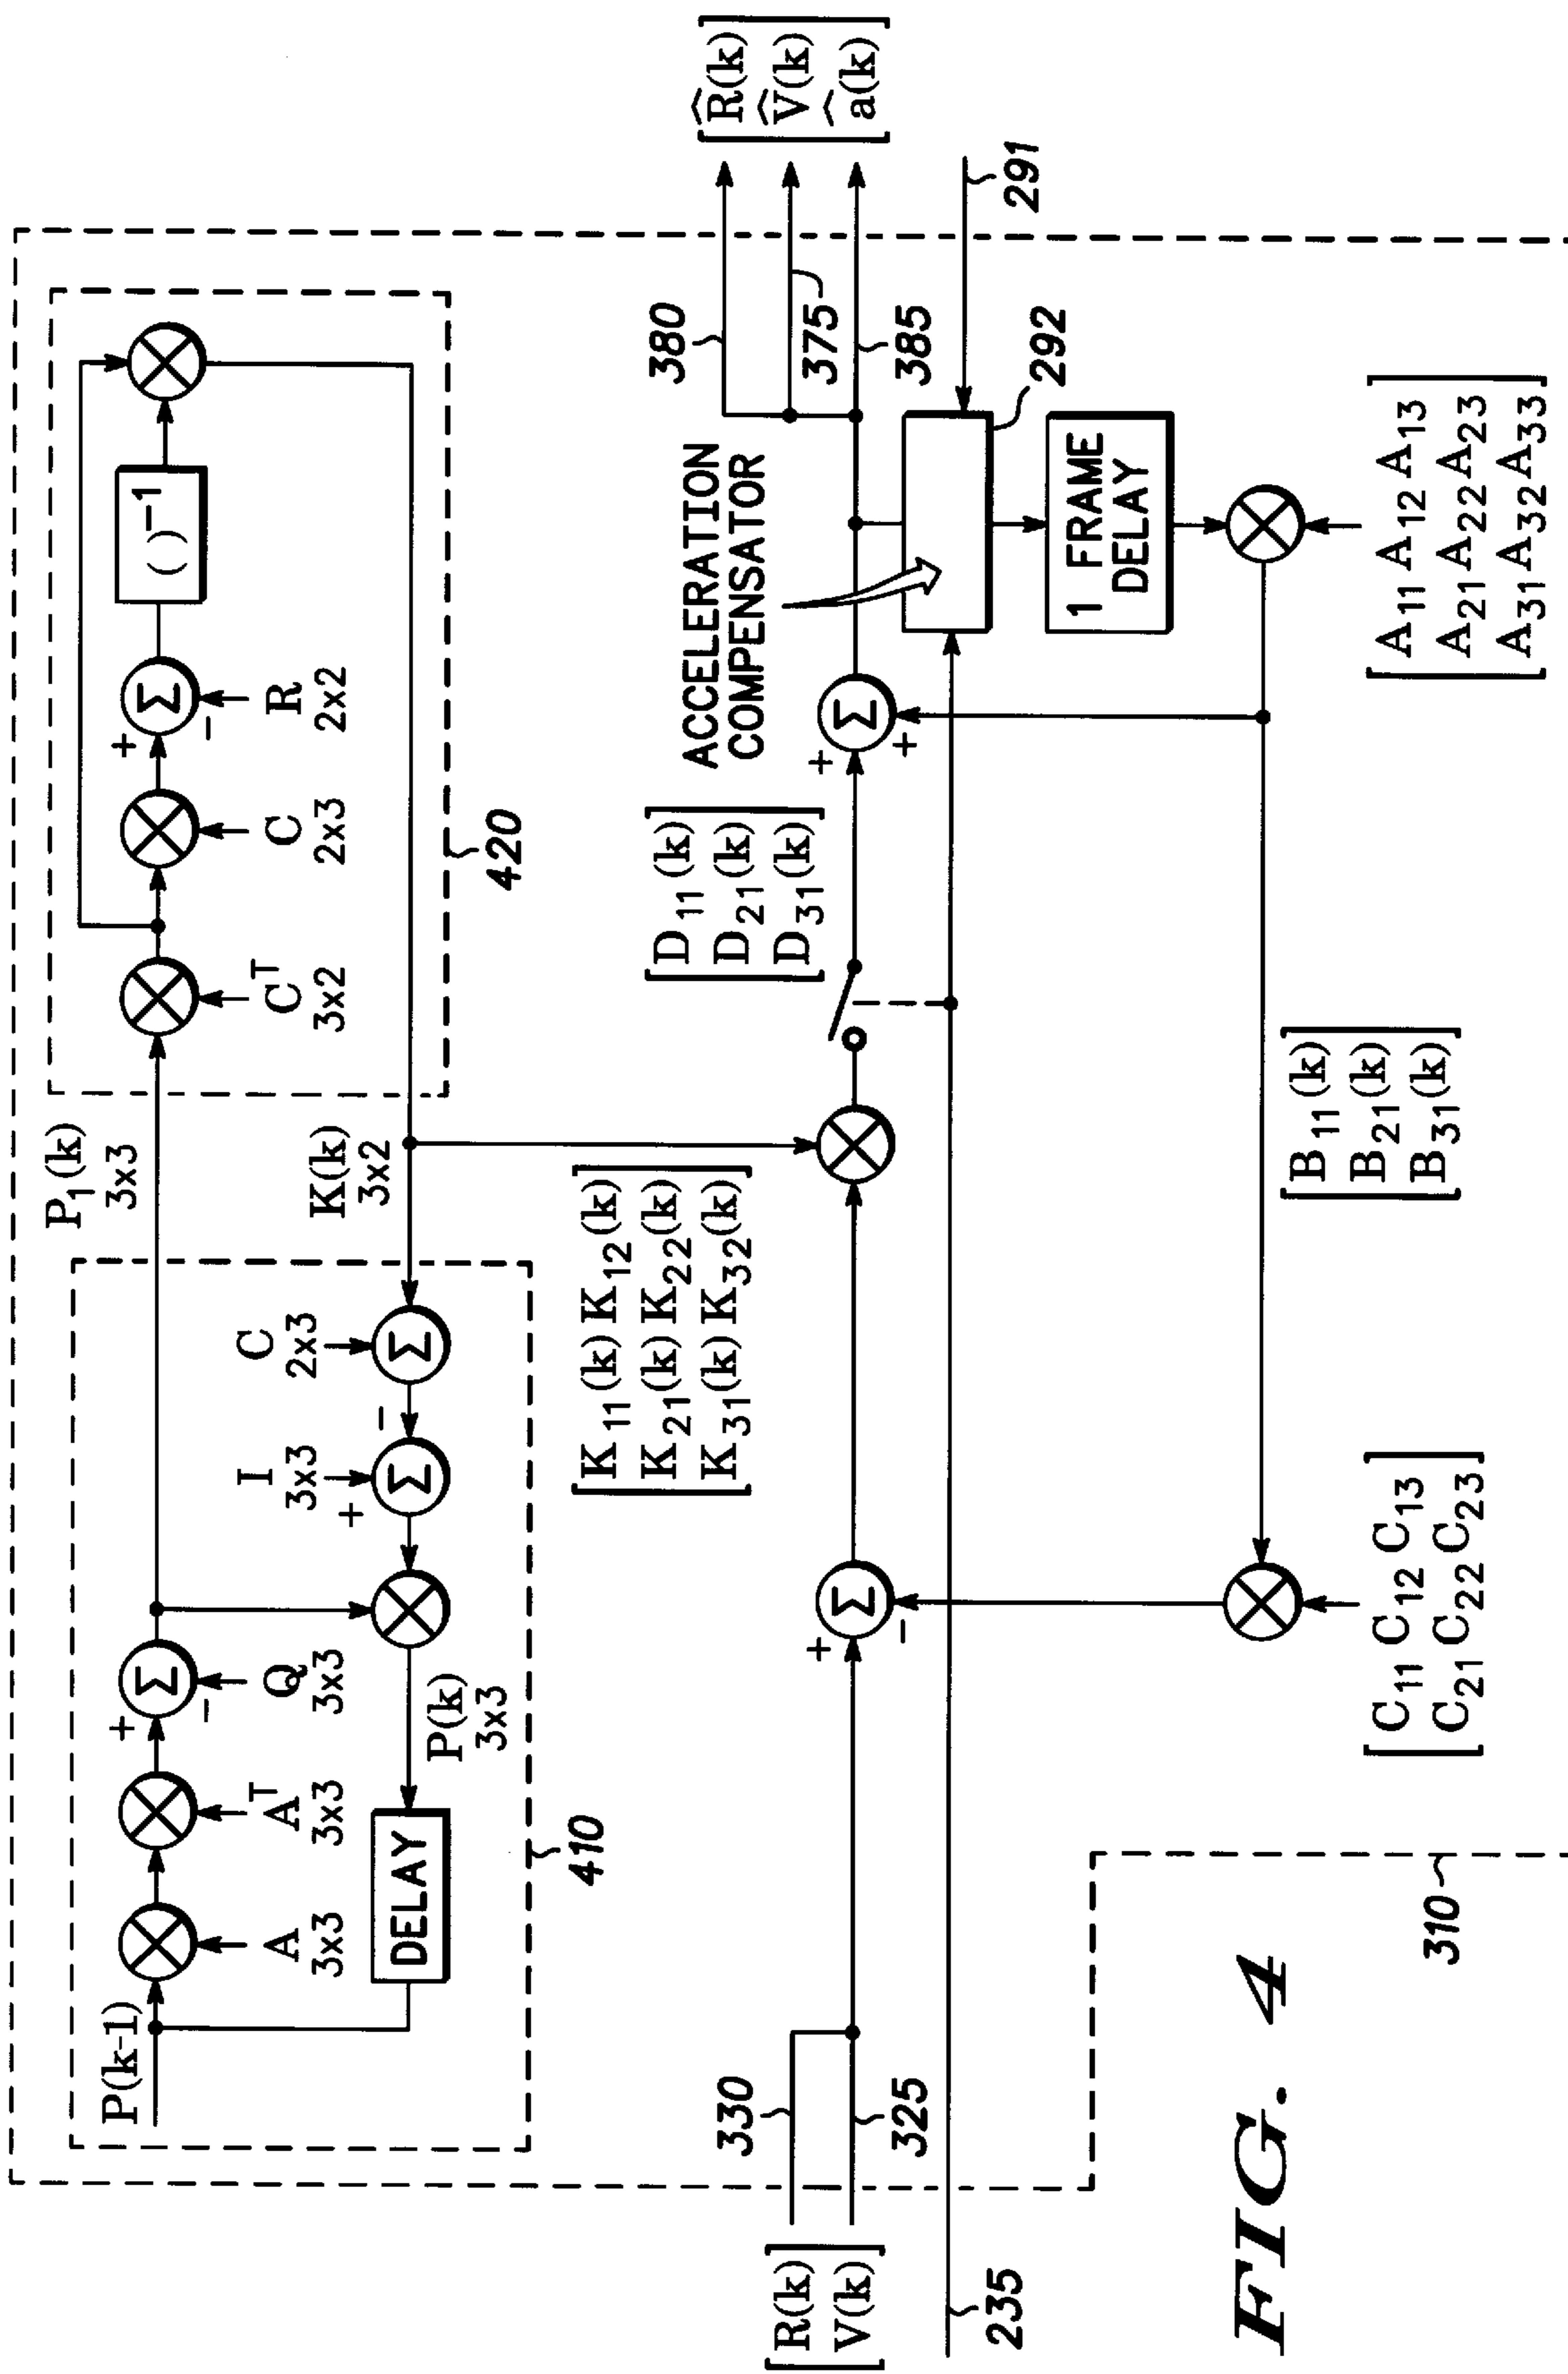 P(k-1)
A
3x3
A^T
3x3
+
-
Q
3x3
DELAY
P(k)
3x3
I
3x3
+
-
C
2x3
Σ
Σ
Σ
410
P₁(k)
3x3
K(k)
3x2
C^T
3x2
C
2x3
+
-
R
2x2
Σ
( )⁻¹
420
[K₁₁(k) K₁₂(k)]
[K₂₁(k) K₂₂(k)]
[K₃₁(k) K₃₂(k)]
[D₁₁(k)]
[D₂₁(k)]
[D₃₁(k)]
ACCELERATION
COMPENSATOR
380
375
385
[R̂(k)]
[V̂(k)]
[â(k)]
[R(k)]
[V(k)]
330
325
235
+
-
Σ
+
+
Σ
291
292
1 FRAME
DELAY
[B₁₁(k)]
[B₂₁(k)]
[B₃₁(k)]
[C₁₁ C₁₂ C₁₃]
[C₂₁ C₂₂ C₂₃]
[A₁₁ A₁₂ A₁₃]
[A₂₁ A₂₂ A₂₃]
[A₃₁ A₃₂ A₃₃]
310
FIG. 4